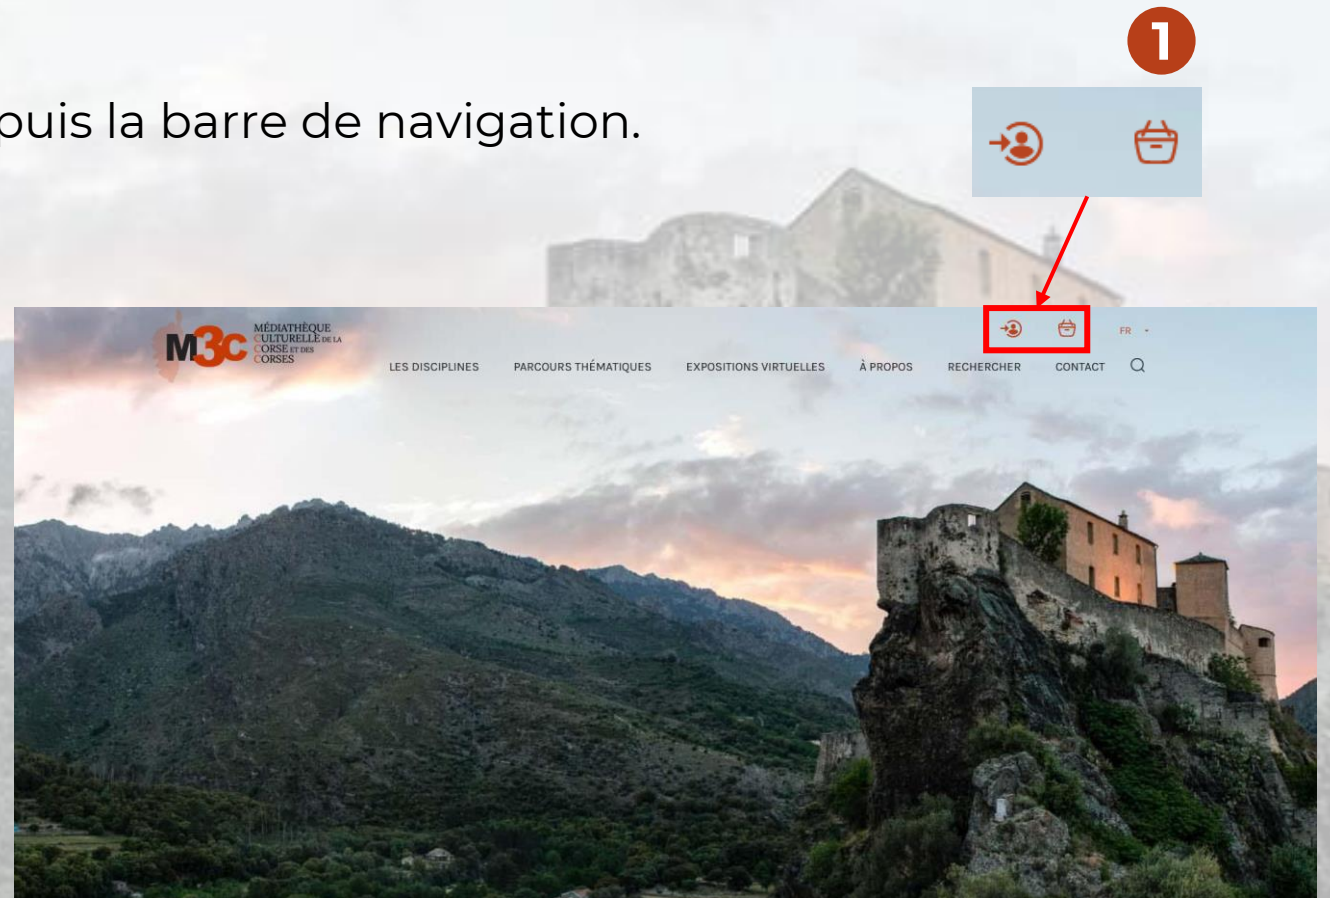 1
puis la barre de navigation.
M3C
MÉDIATHÈQUE
CULTURELLE DE LA
CORSE ET DES
CORSES
FR
LES DISCIPLINES PARCOURS THÉMATIQUES EXPOSITIONS VIRTUELLES À PROPOS RECHERCHER CONTACT